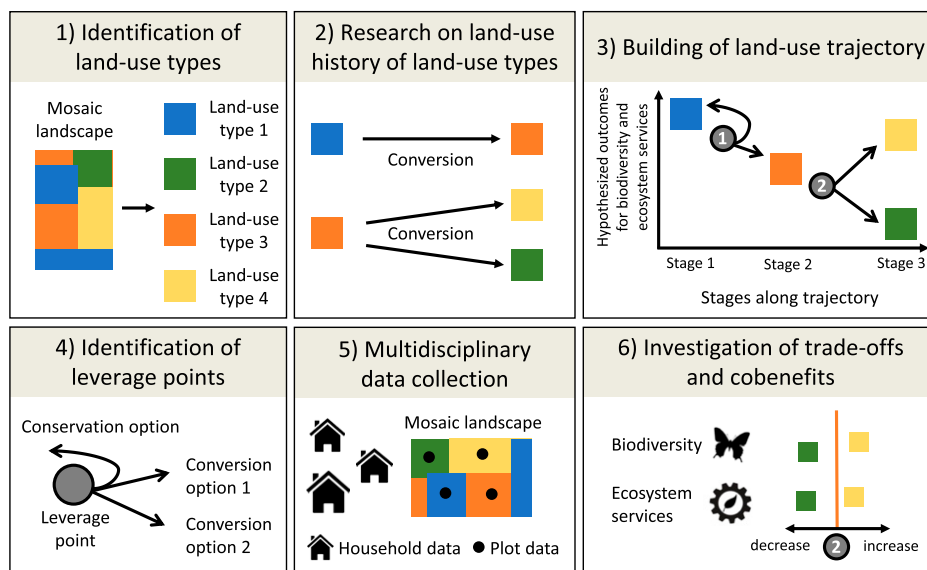 1) Identification of
land-use types
Mosaic
landscape
Land-use
type 1
Land-use
type 2
Land-use
type 3
Land-use
type 4
2) Research on land-use
history of land-use types
Conversion
Conversion
3) Building of land-use trajectory
Hypothesized outcomes
for biodiversity and
ecosystem services
1
2
Stage 1
Stage 2
Stage 3
Stages along trajectory
4) Identification of
leverage points
Conservation option
Conversion
option 1
Leverage
point
Conversion
option 2
5) Multidisciplinary
data collection
Mosaic landscape
Household data
Plot data
6) Investigation of trade-offs
and cobenefits
Biodiversity
Ecosystem
services
decrease
2
increase